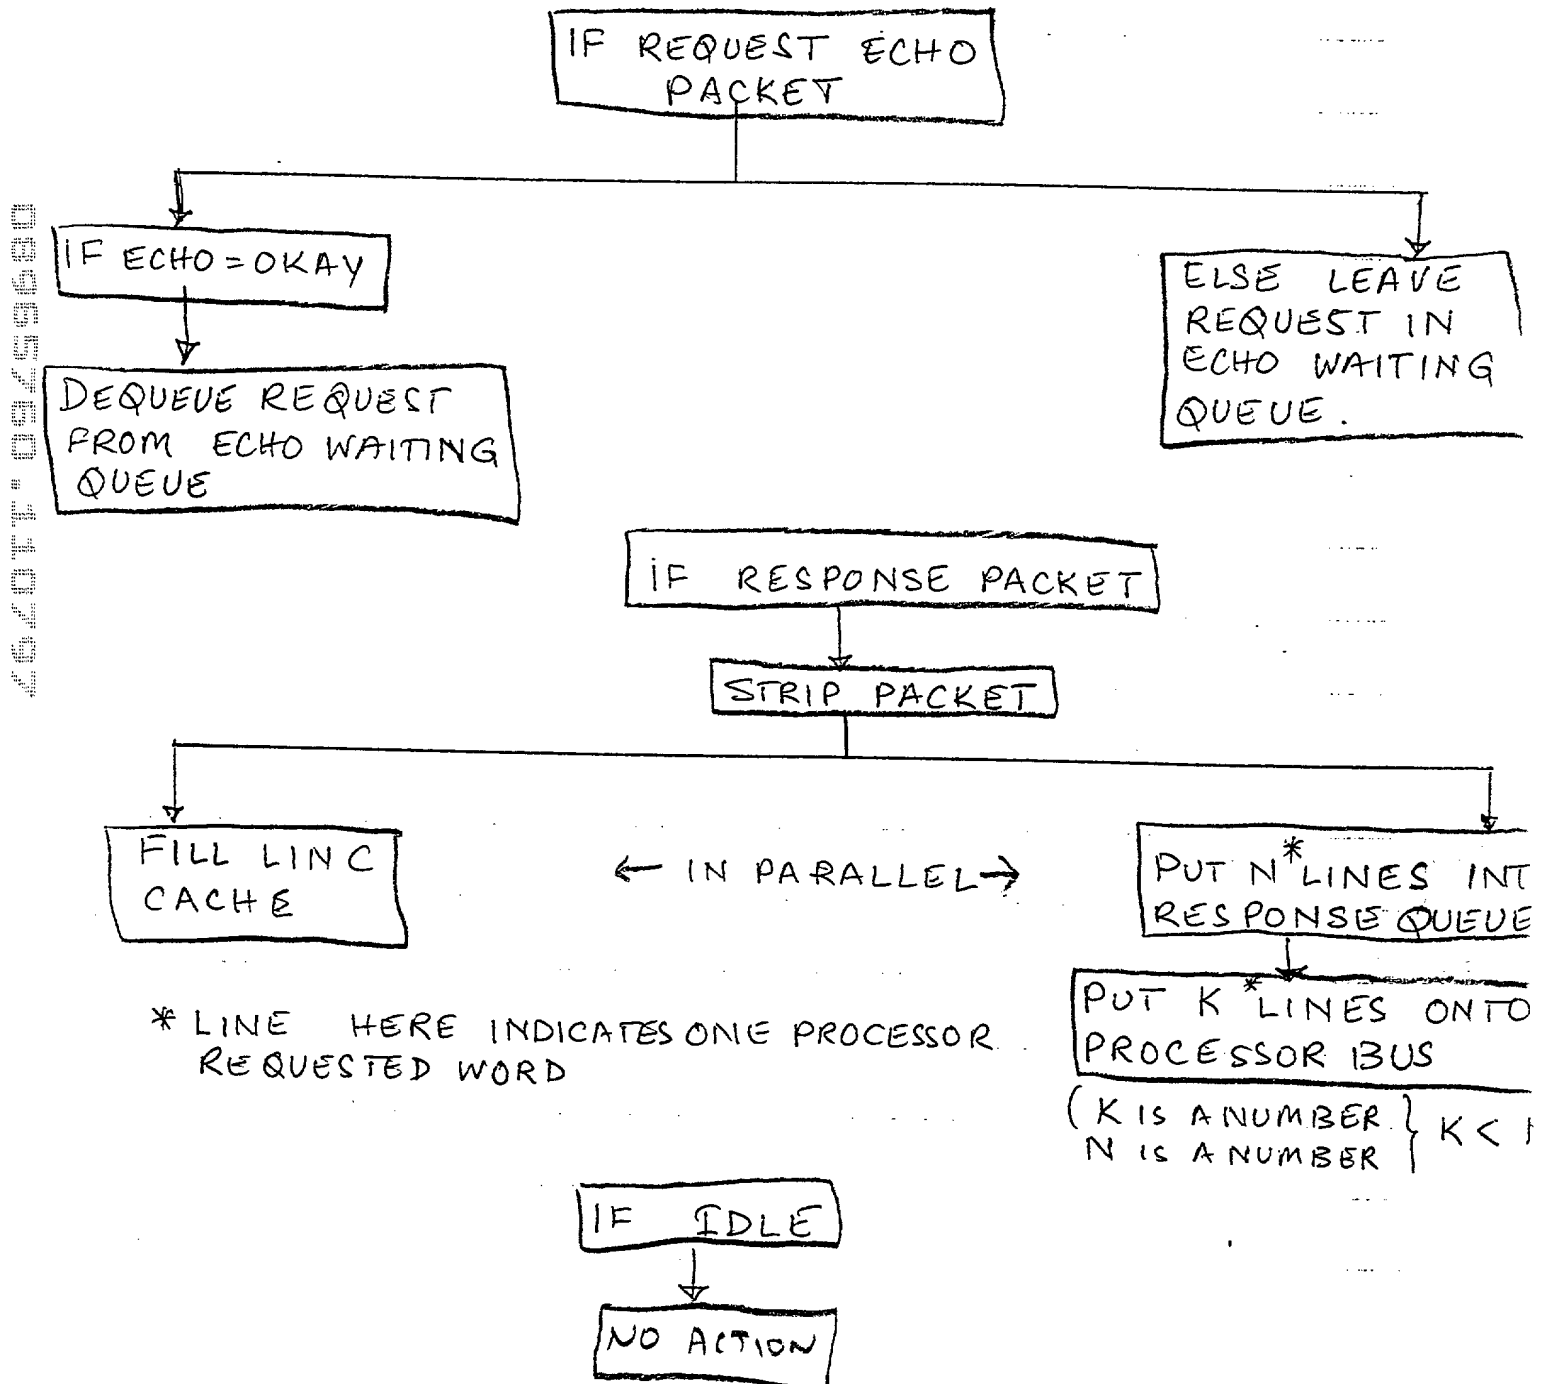 IF REQUEST ECHO
PACKET
IF ECHO = OKAY
DEQUEUE REQUEST
FROM ECHO WAITING
QUEUE
ELSE LEAVE
REQUEST IN
ECHO WAITING
QUEUE.
IF RESPONSE PACKET
STRIP PACKET
FILL LINC
CACHE
← IN PARALLEL →
PUT N* LINES INT
RESPONSE QUEUE
PUT K* LINES ONTO
PROCESSOR BUS
* LINE HERE INDICATES ONE PROCESSOR
REQUESTED WORD
(K IS A NUMBER
N IS A NUMBER } K <
IF IDLE
NO ACTION